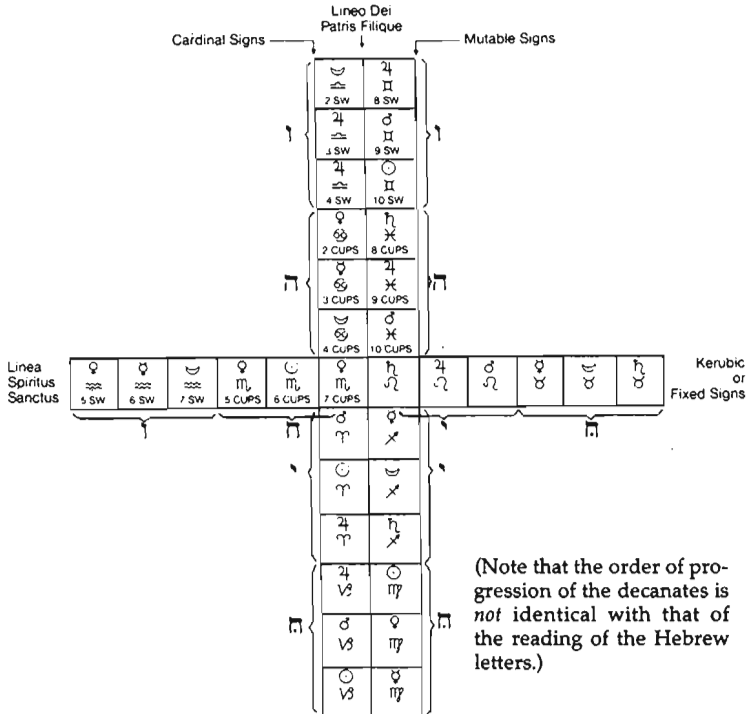 Lineo Dei
Patris Filique
Cardinal Signs
Mutable Signs
☽ ♃
♎ ♊
2 SW 8 SW
♃ ♂
ו ♎ ♊ ו
3 SW 9 SW
♃ ☉
♎ ♊
4 SW 10 SW
♀ ♄
♋ ♓
2 CUPS 8 CUPS
ה ☿ ♃ ה
♋ ♓
3 CUPS 9 CUPS
☽ ♂
♋ ♓
4 CUPS 10 CUPS
Linea
Spiritus
Sanctus
♀ ☿ ☽ ♀ ☉ ♀ ♄ ♃ ♂ ☿ ☽ ♄
♒ ♒ ♒ ♏ ♏ ♏ ♌ ♌ ♌ ♉ ♉ ♉
5 SW 6 SW 7 SW 5 CUPS 6 CUPS 7 CUPS
Kerubic
or
Fixed Signs
ו ה י הּ
♂ ☿
♈ ♐
י ☉ ☽ י
♈ ♐
♃ ♄
♈ ♐
♃ ☉
♑ ♍
הּ ♂ ♀ הּ
♑ ♍
☉ ☿
♑ ♍
(Note that the order of pro-
gression of the decanates is
not identical with that of
the reading of the Hebrew
letters.)